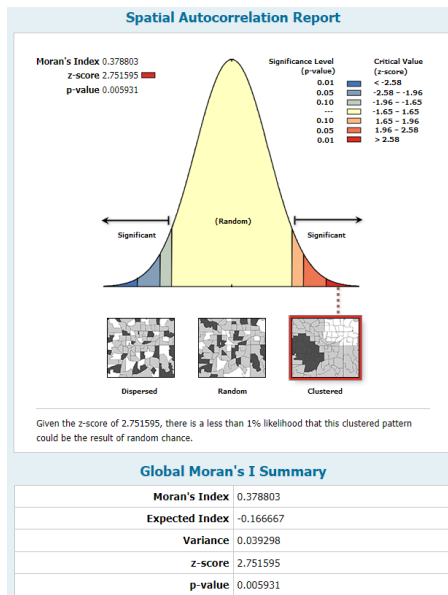 Spatial Autocorrelation Report
Moran's Index 0.378803
z-score 2.751595
p-value 0.005931
Significance Level
(p-value)
0.01
0.05
0.10
---
0.10
0.05
0.01
Critical Value
(z-score)
< -2.58
-2.58 – -1.96
-1.96 – -1.65
-1.65 – 1.65
1.65 – 1.96
1.96 – 2.58
> 2.58
(Random)
Significant
Significant
Dispersed
Random
Clustered
Given the z-score of 2.751595, there is a less than 1% likelihood that this clustered pattern
could be the result of random chance.
Global Moran's I Summary
Moran's Index 0.378803
Expected Index -0.166667
Variance 0.039298
z-score 2.751595
p-value 0.005931